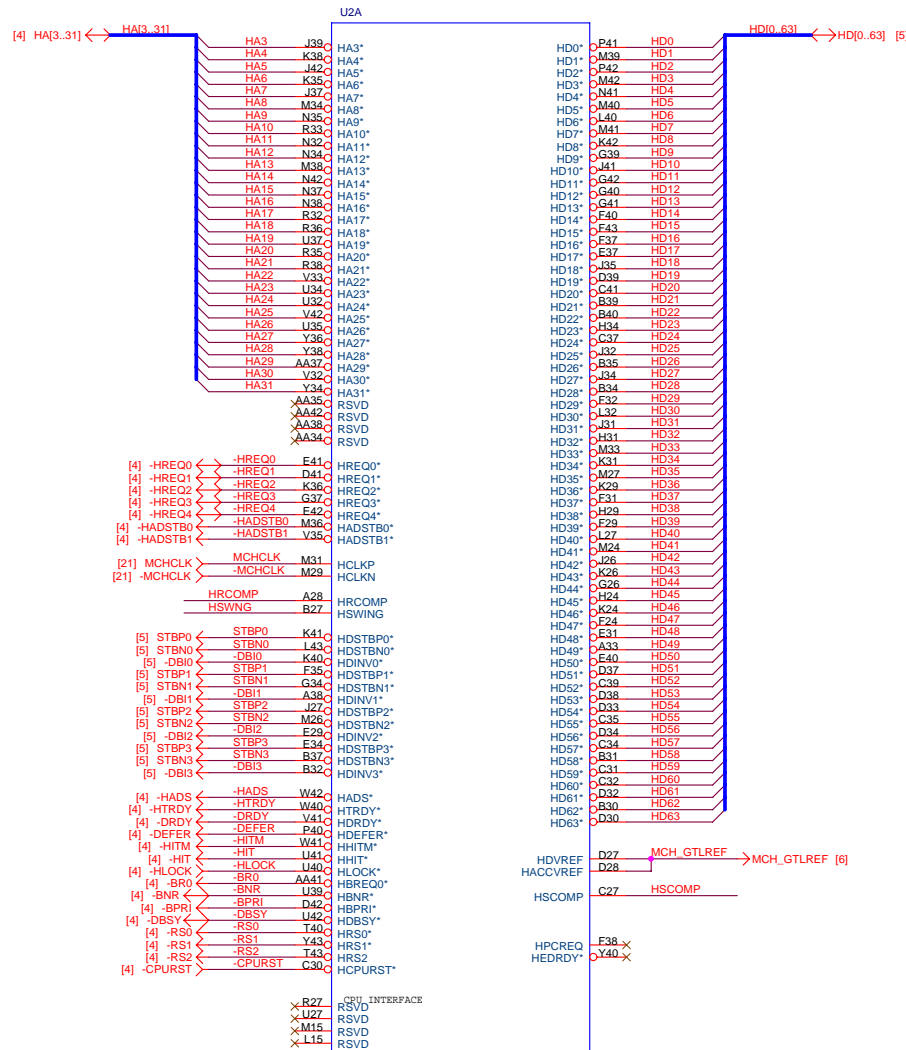 U2A
[4] HA[3..31] HA[3..31]
HA3 J39 HA3*
HA4 K38 HA4*
HA5 J42 HA5*
HA6 K35 HA6*
HA7 J37 HA7*
HA8 M34 HA8*
HA9 N35 HA9*
HA10 R33 HA10*
HA11 N32 HA11*
HA12 N34 HA12*
HA13 M38 HA13*
HA14 N42 HA14*
HA15 N37 HA15*
HA16 N38 HA16*
HA17 R32 HA17*
HA18 R36 HA18*
HA19 U37 HA19*
HA20 R35 HA20*
HA21 R38 HA21*
HA22 V33 HA22*
HA23 U34 HA23*
HA24 U32 HA24*
HA25 V42 HA25*
HA26 U35 HA26*
HA27 Y36 HA27*
HA28 Y38 HA28*
HA29 AA37 HA29*
HA30 V32 HA30*
HA31 Y34 HA31*
AA35 RSVD
AA42 RSVD
AA38 RSVD
AA34 RSVD
[4] -HREQ0 -HREQ0 E41 HREQ0*
[4] -HREQ1 -HREQ1 D41 HREQ1*
[4] -HREQ2 -HREQ2 K36 HREQ2*
[4] -HREQ3 -HREQ3 G37 HREQ3*
[4] -HREQ4 -HREQ4 E42 HREQ4*
[4] -HADSTB0 -HADSTB0 M36 HADSTB0*
[4] -HADSTB1 -HADSTB1 V35 HADSTB1*
[21] MCHCLK MCHCLK M31 HCLKP
[21] -MCHCLK -MCHCLK M29 HCLKN
HRCOMP A28 HRCOMP
HSWNG B27 HSWING
[5] STBP0 STBP0 K41 HDSTBP0*
[5] STBN0 STBN0 L43 HDSTBN0*
[5] -DBI0 -DBI0 K40 HDINV0*
[5] STBP1 STBP1 F35 HDSTBP1*
[5] STBN1 STBN1 G34 HDSTBN1*
[5] -DBI1 -DBI1 A38 HDINV1*
[5] STBP2 STBP2 J27 HDSTBP2*
[5] STBN2 STBN2 M26 HDSTBN2*
[5] -DBI2 -DBI2 E29 HDINV2*
[5] STBP3 STBP3 E34 HDSTBP3*
[5] STBN3 STBN3 B37 HDSTBN3*
[5] -DBI3 -DBI3 B32 HDINV3*
[4] -HADS -HADS W42 HADS*
[4] -HTRDY -HTRDY W40 HTRDY*
[4] -DRDY -DRDY V41 HDRDY*
[4] -DEFER -DEFER P40 HDEFER*
[4] -HITM -HITM W41 HHITM*
[4] -HIT -HIT U41 HHIT*
[4] -HLOCK -HLOCK U40 HLOCK*
[4] -BR0 -BR0 AA41 HBREQ0*
[4] -BNR -BNR U39 HBNR*
[4] -BPRI -BPRI D42 HBPRI*
[4] -DBSY -DBSY U42 HDBSY*
[4] -RS0 -RS0 T40 HRS0*
[4] -RS1 -RS1 Y43 HRS1*
[4] -RS2 -RS2 T43 HRS2
[4] -CPURST -CPURST C30 HCPURST*
CPU INTERFACE
R27 RSVD
U27 RSVD
M15 RSVD
L15 RSVD
HD[0..63] HD[0..63] [5]
HD0* P41 HD0
HD1* M39 HD1
HD2* P42 HD2
HD3* M42 HD3
HD4* N41 HD4
HD5* M40 HD5
HD6* L40 HD6
HD7* M41 HD7
HD8* K42 HD8
HD9* G39 HD9
HD10* J41 HD10
HD11* G42 HD11
HD12* G40 HD12
HD13* G41 HD13
HD14* F40 HD14
HD15* F43 HD15
HD16* F37 HD16
HD17* E37 HD17
HD18* J35 HD18
HD19* D39 HD19
HD20* C41 HD20
HD21* B39 HD21
HD22* B40 HD22
HD23* H34 HD23
HD24* C37 HD24
HD25* J32 HD25
HD26* B35 HD26
HD27* J34 HD27
HD28* B34 HD28
HD29* F32 HD29
HD30* L32 HD30
HD31* J31 HD31
HD32* H31 HD32
HD33* M33 HD33
HD34* K31 HD34
HD35* M27 HD35
HD36* K29 HD36
HD37* F31 HD37
HD38* H29 HD38
HD39* F29 HD39
HD40* L27 HD40
HD41* M24 HD41
HD42* J26 HD42
HD43* K26 HD43
HD44* G26 HD44
HD45* H24 HD45
HD46* K24 HD46
HD47* F24 HD47
HD48* E31 HD48
HD49* A33 HD49
HD50* E40 HD50
HD51* D37 HD51
HD52* C39 HD52
HD53* D38 HD53
HD54* D33 HD54
HD55* C35 HD55
HD56* D34 HD56
HD57* C34 HD57
HD58* B31 HD58
HD59* C31 HD59
HD60* C32 HD60
HD61* D32 HD61
HD62* B30 HD62
HD63* D30 HD63
HDVREF D27 MCH_GTLREF MCH_GTLREF [6]
HACCVREF D28
HSCOMP C27 HSCOMP
HPCREQ F38
HEDRDY* Y40